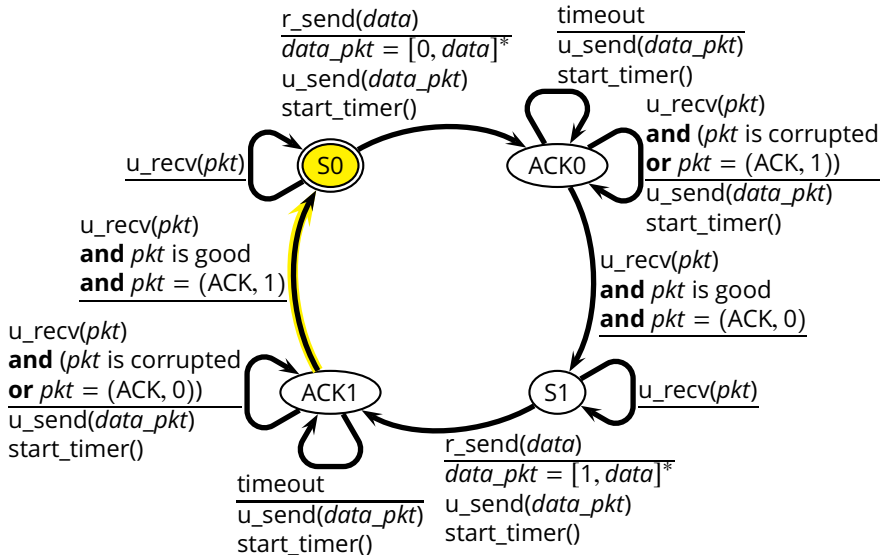 r_send(data)
data_pkt = [0, data]*
u_send(data_pkt)
start_timer()
timeout
u_send(data_pkt)
start_timer()
u_recv(pkt)
S0
ACK0
u_recv(pkt)
and (pkt is corrupted
or pkt = (ACK, 1))
u_send(data_pkt)
start_timer()
u_recv(pkt)
and pkt is good
and pkt = (ACK, 1)
u_recv(pkt)
and pkt is good
and pkt = (ACK, 0)
u_recv(pkt)
and (pkt is corrupted
or pkt = (ACK, 0))
u_send(data_pkt)
start_timer()
ACK1
S1
u_recv(pkt)
timeout
u_send(data_pkt)
start_timer()
r_send(data)
data_pkt = [1, data]*
u_send(data_pkt)
start_timer()